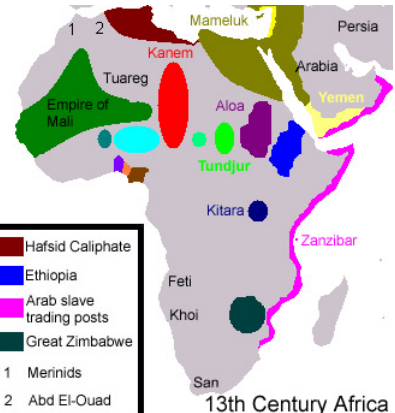 Mameluk
1 2
Persia
Kanem
Tuareg
Arabia
Yemen
Empire of
Mali
Aloa
Tundjur
Kitara
Zanzibar
Hafsid Caliphate
Ethiopia
Arab slave
trading posts
Great Zimbabwe
1 Merinids
2 Abd El-Ouad
Feti
Khoi
San
13th Century Africa